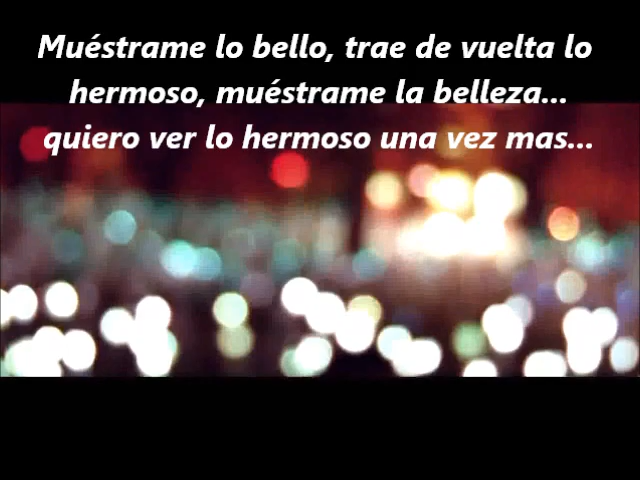 Muéstrame lo bello, trae de vuelta lo
hermoso, muéstrame la belleza...
quiero ver lo hermoso una vez mas...